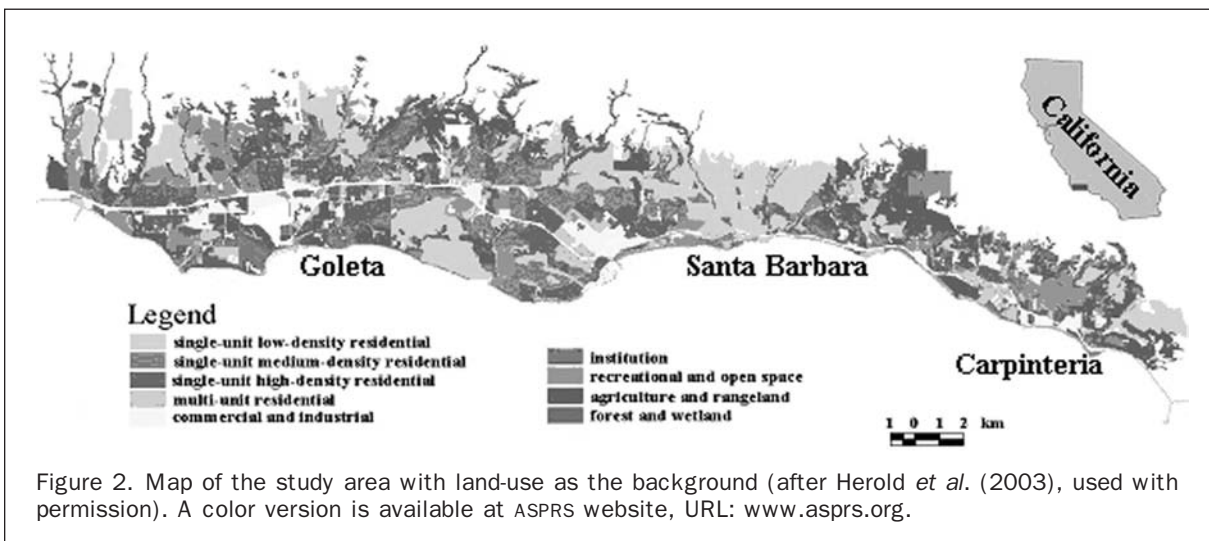 California
Goleta
Santa Barbara
Carpinteria
Legend
single-unit low-density residential
single-unit medium-density residential
single-unit high-density residential
multi-unit residential
commercial and industrial
institution
recreational and open space
agriculture and rangeland
forest and wetland
1 0 1 2 km
Figure 2. Map of the study area with land-use as the background (after Herold et al. (2003), used with
permission). A color version is available at ASPRS website, URL: www.asprs.org.